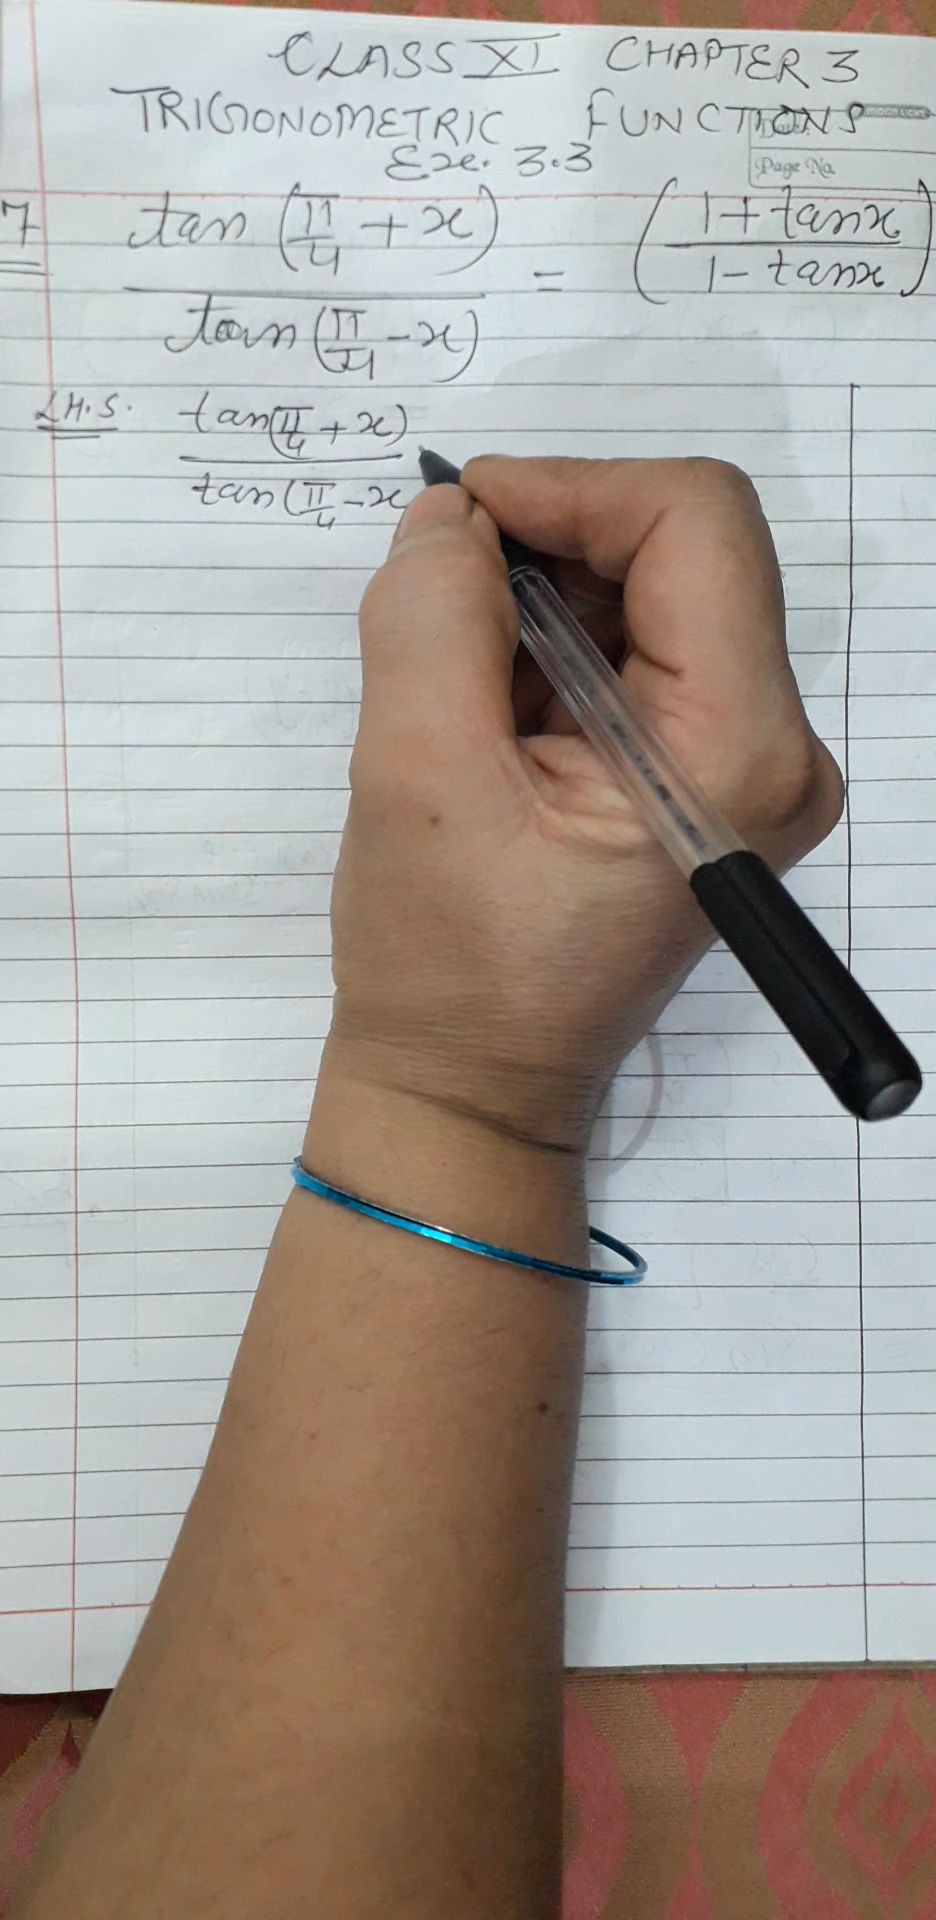 CLASS XI CHAPTER 3
TRIGONOMETRIC FUNCTIONS
Exe. 3.3
Page No.
7 tan (π/4 + x) / tan (π/4 - x) = ((1 + tanx) / (1 - tanx))
L.H.S. tan(π/4 + x) / tan(π/4 - x